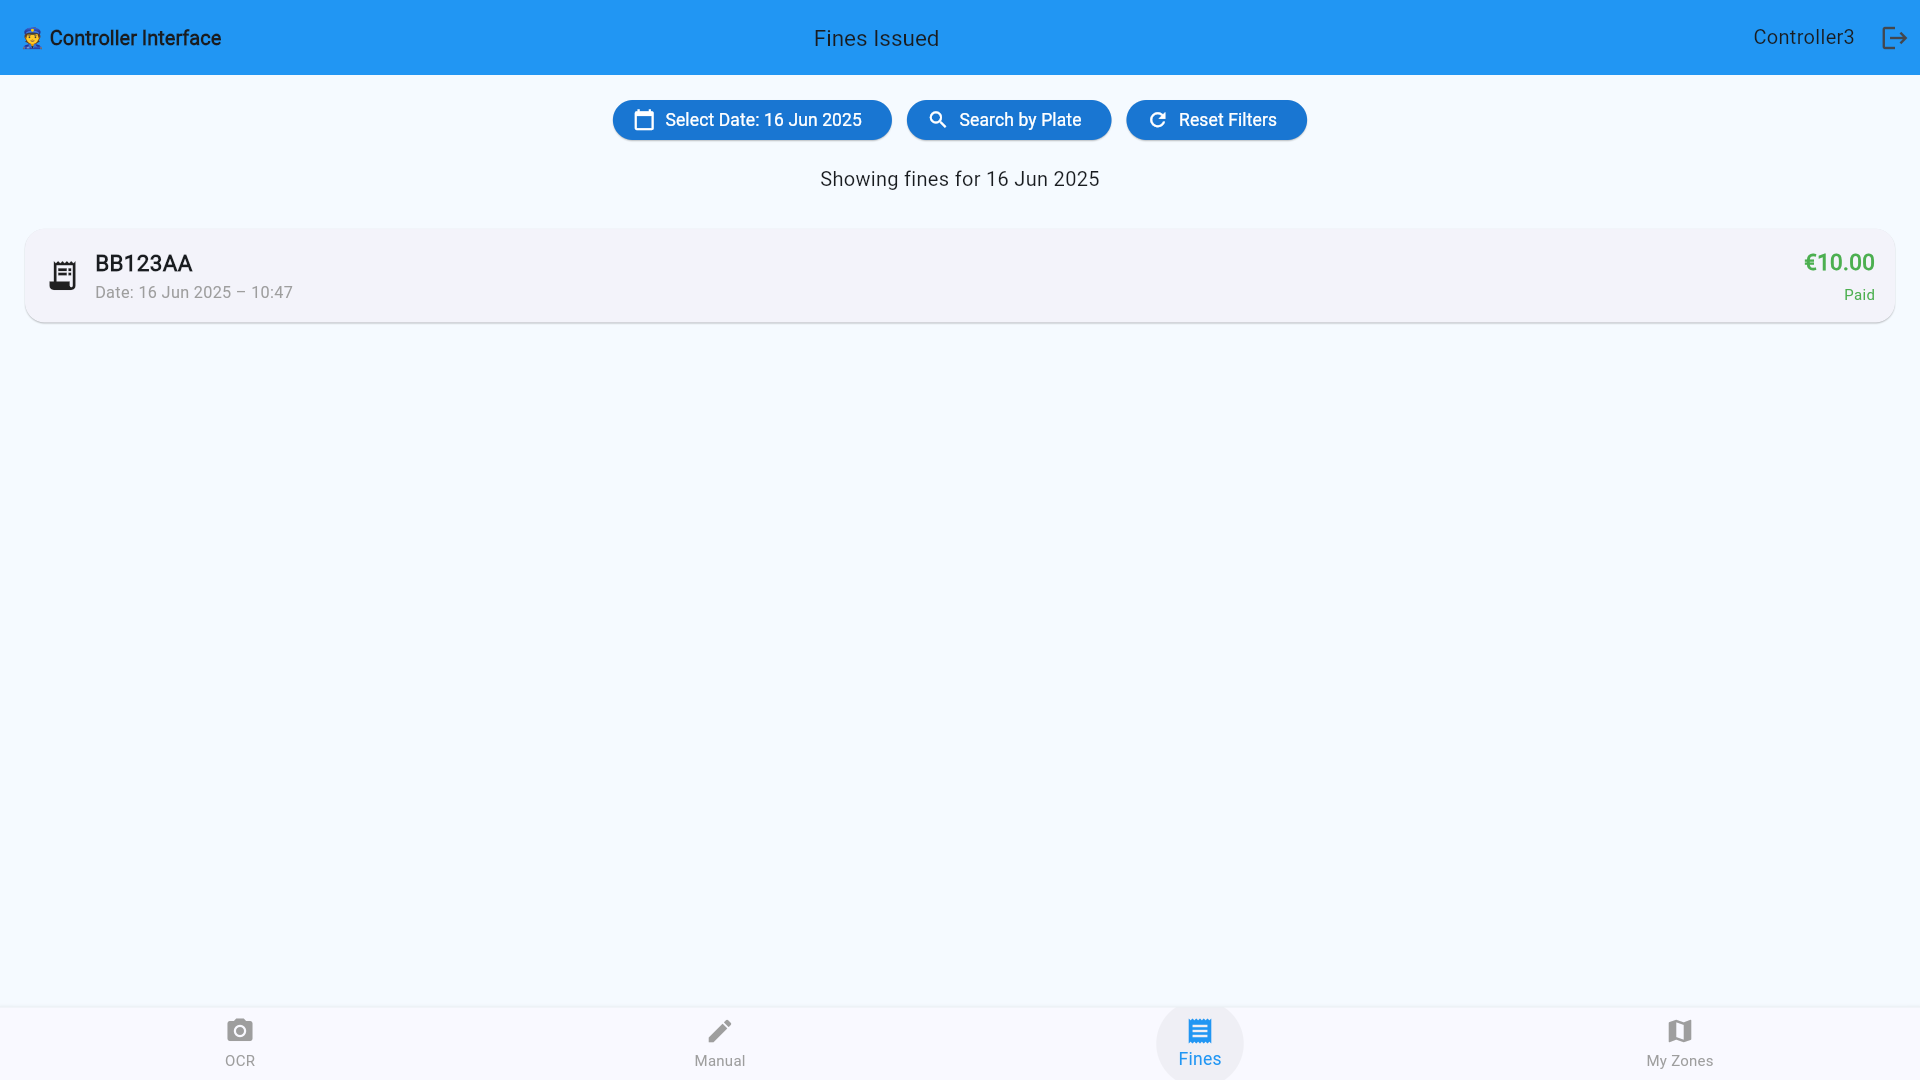 Controller Interface
Fines Issued
Controller3
Select Date: 16 Jun 2025
Search by Plate
Reset Filters
Showing fines for 16 Jun 2025
BB123AA
€10.00
Date: 16 Jun 2025 – 10:47
Paid
OCR
Manual
Fines
My Zones